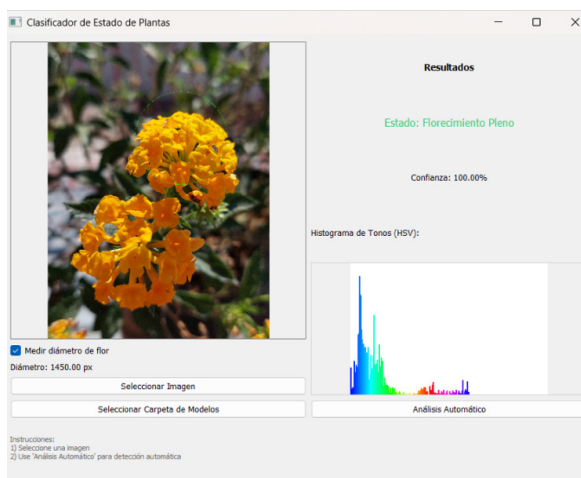 Clasificador de Estado de Plantas
Resultados
Estado: Florecimiento Pleno
Confianza: 100.00%
Histograma de Tonos (HSV):
Medir diámetro de flor
Diámetro: 1450.00 px
Seleccionar Imagen
Seleccionar Carpeta de Modelos
Análisis Automático
Instrucciones:
1) Seleccione una imagen
2) Use 'Análisis Automático' para detección automática